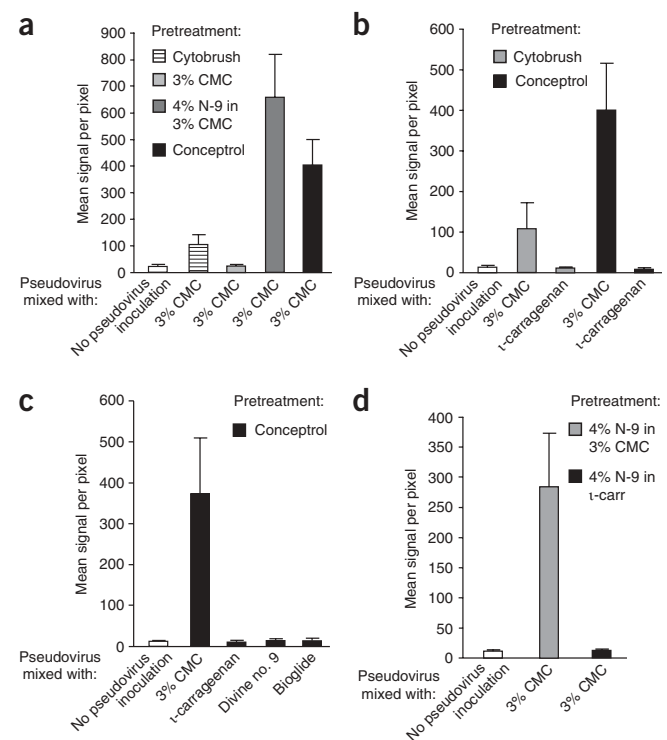 a
Pretreatment:
Cytobrush
3% CMC
4% N-9 in
3% CMC
Conceptrol
Mean signal per pixel
900
800
700
600
500
400
300
200
100
0
Pseudovirus
mixed with:
No pseudovirus
inoculation
3% CMC
3% CMC
3% CMC
3% CMC
b
Pretreatment:
Cytobrush
Conceptrol
Mean signal per pixel
600
500
400
300
200
100
0
Pseudovirus
mixed with:
No pseudovirus
inoculation
3% CMC
ι-carrageenan
3% CMC
ι-carrageenan
c
Pretreatment:
Conceptrol
Mean signal per pixel
600
500
400
300
200
100
0
Pseudovirus
mixed with:
No pseudovirus
inoculation
3% CMC
ι-carrageenan
Divine no. 9
Bioglide
d
Pretreatment:
4% N-9 in
3% CMC
4% N-9 in
ι-carr
Mean signal per pixel
400
350
300
250
200
150
100
50
0
Pseudovirus
mixed with:
No pseudovirus
inoculation
3% CMC
3% CMC